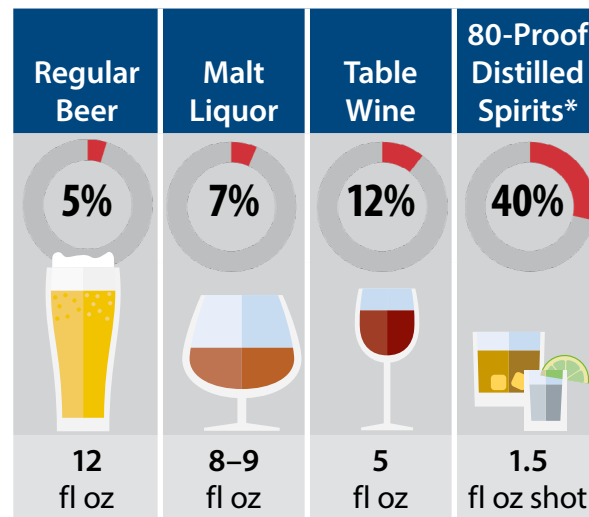 Regular
Beer
Malt
Liquor
Table
Wine
80-Proof
Distilled
Spirits*
5%
7%
12%
40%
12
fl oz
8–9
fl oz
5
fl oz
1.5
fl oz shot